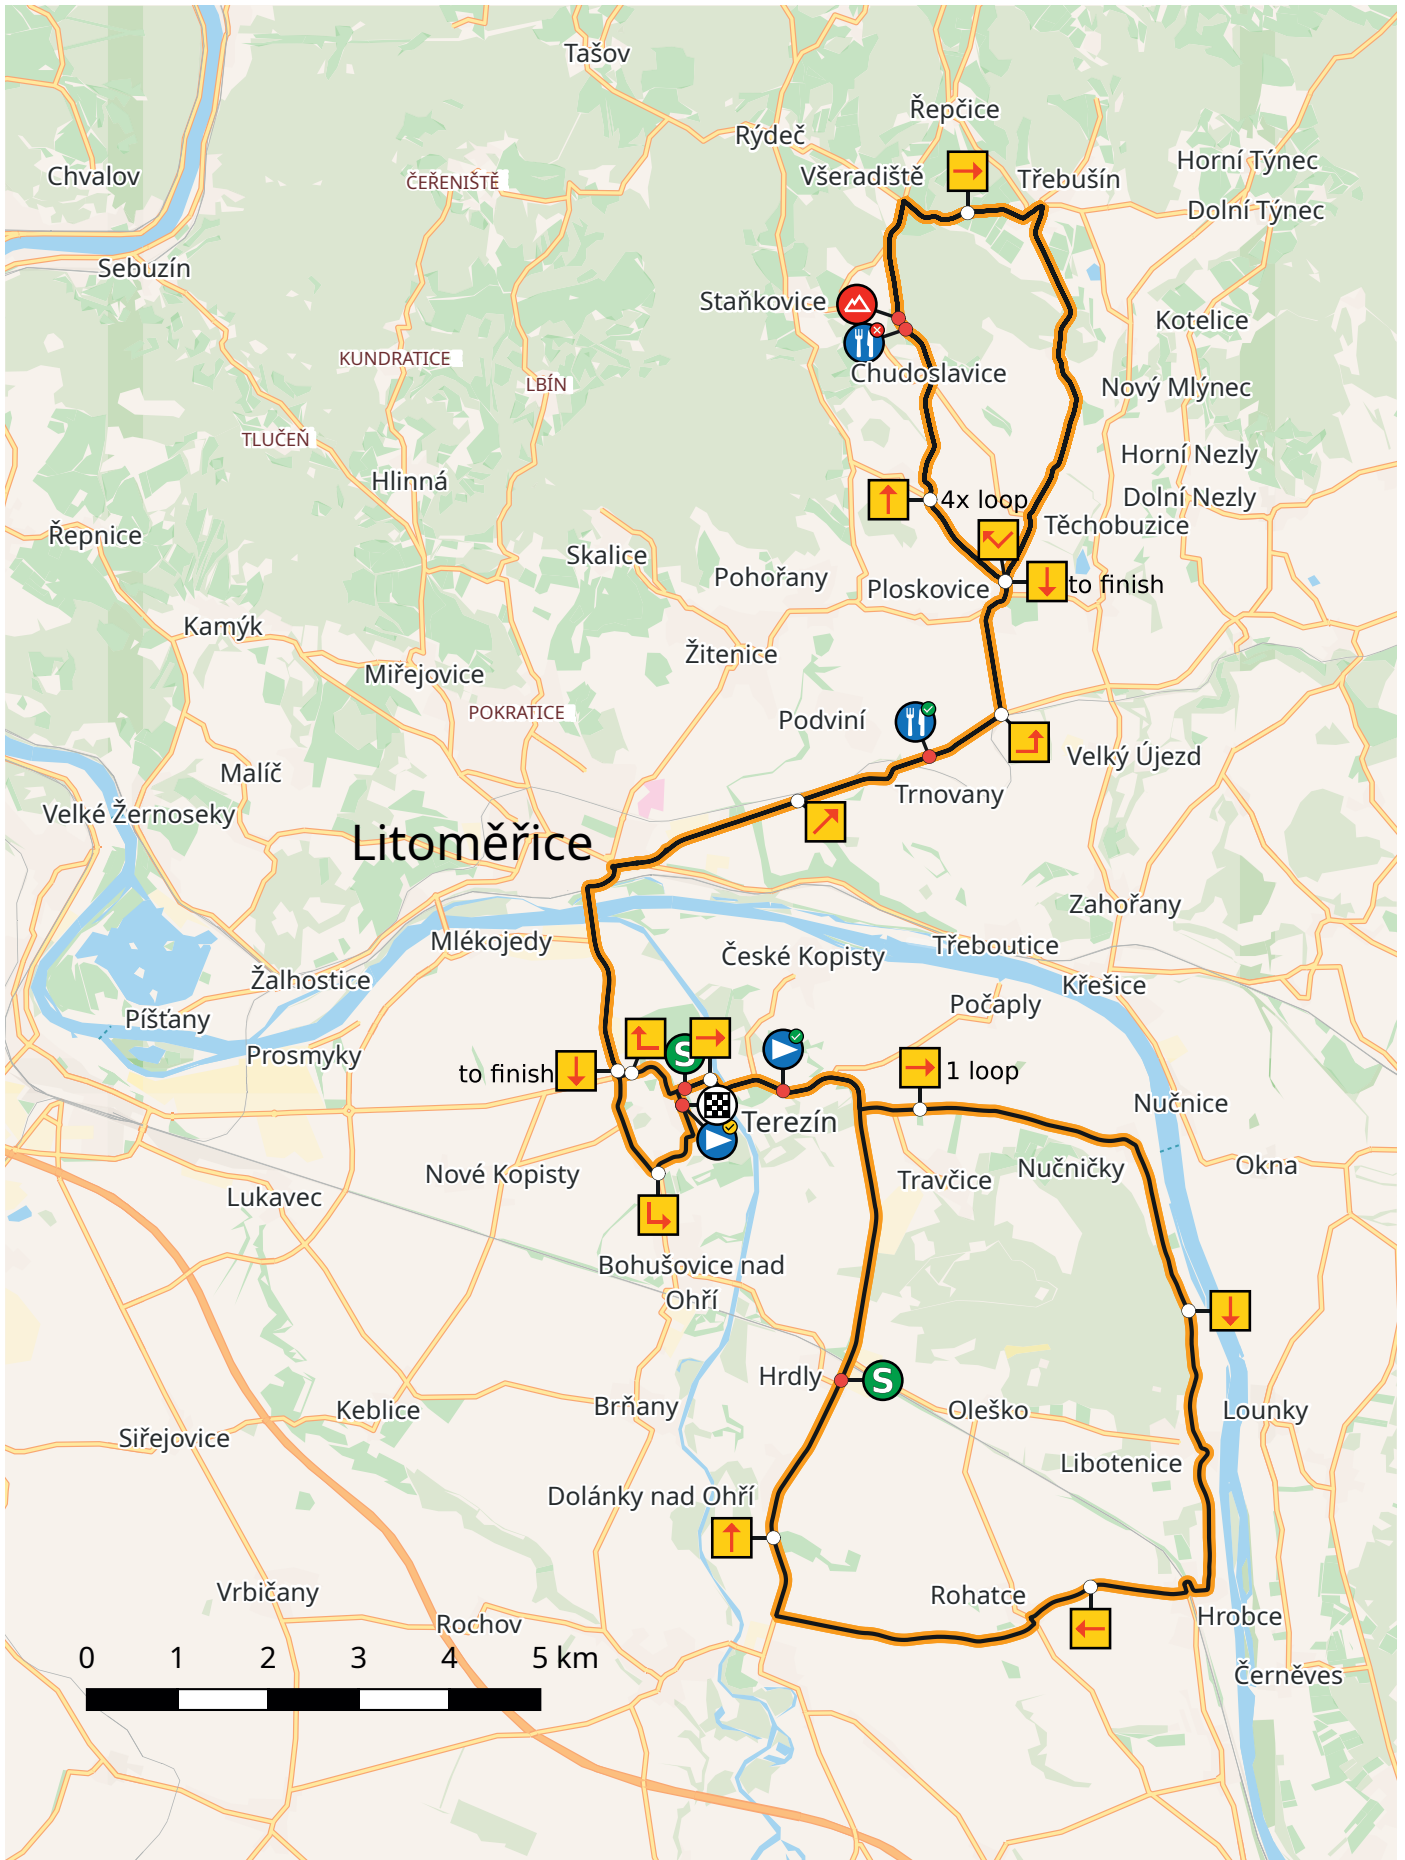 Tašov
Řepčice
Rýdeč
Horní Týnec
Chvalov
Všeradiště
Třebušín
ČEŘENIŠTĚ
Dolní Týnec
Sebuzín
Staňkovice
Kotelice
KUNDRATICE
Chudoslavice
LBÍN
Nový Mlýnec
TLUČEŇ
Horní Nezly
Hlinná
4x loop
Dolní Nezly
Řepnice
Těchobuzice
Skalice
Pohořany
Ploskovice
to finish
Kamýk
Žitenice
Miřejovice
POKRATICE
Podviní
Velký Újezd
Malíč
Trnovany
Velké Žernoseky
Litoměřice
Zahořany
Mlékojedy
České Kopisty
Třeboutice
Žalhostice
Křešice
Počaply
Píšťany
Prosmyky
to finish
S
1 loop
Nučnice
Terezín
Nové Kopisty
Travčice
Nučničky
Okna
Lukavec
Bohušovice nad
Ohří
Hrdly
S
Keblice
Brňany
Oleško
Lounky
Siřejovice
Libotenice
Dolánky nad Ohří
Vrbičany
Rohatce
Rochov
Hrobce
0 1 2 3 4 5 km
Černěves